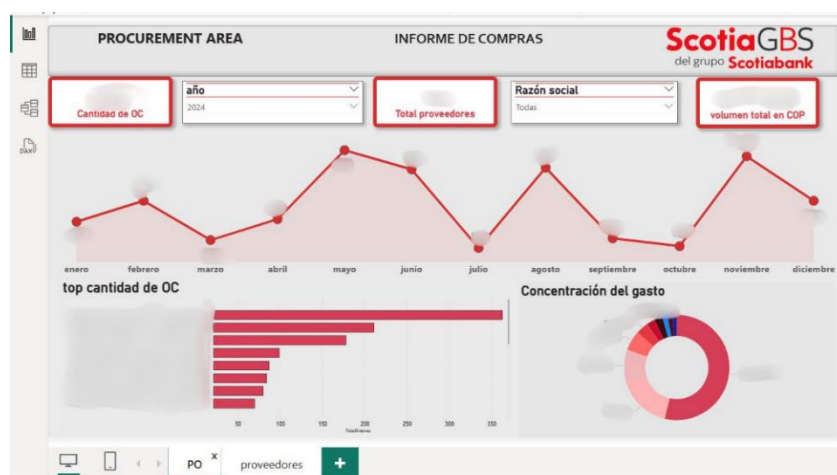 PROCUREMENT AREA
INFORME DE COMPRAS
ScotiaGBS
del grupo Scotiabank
Cantidad de OC
año
2024
Total proveedores
Razón social
Todas
volumen total en COP
enero febrero marzo abril mayo junio julio agosto septiembre octubre noviembre diciembre
top cantidad de OC
50 100 150 200 250 300 350
Concentración del gasto
DAX
PO x
proveedores
+